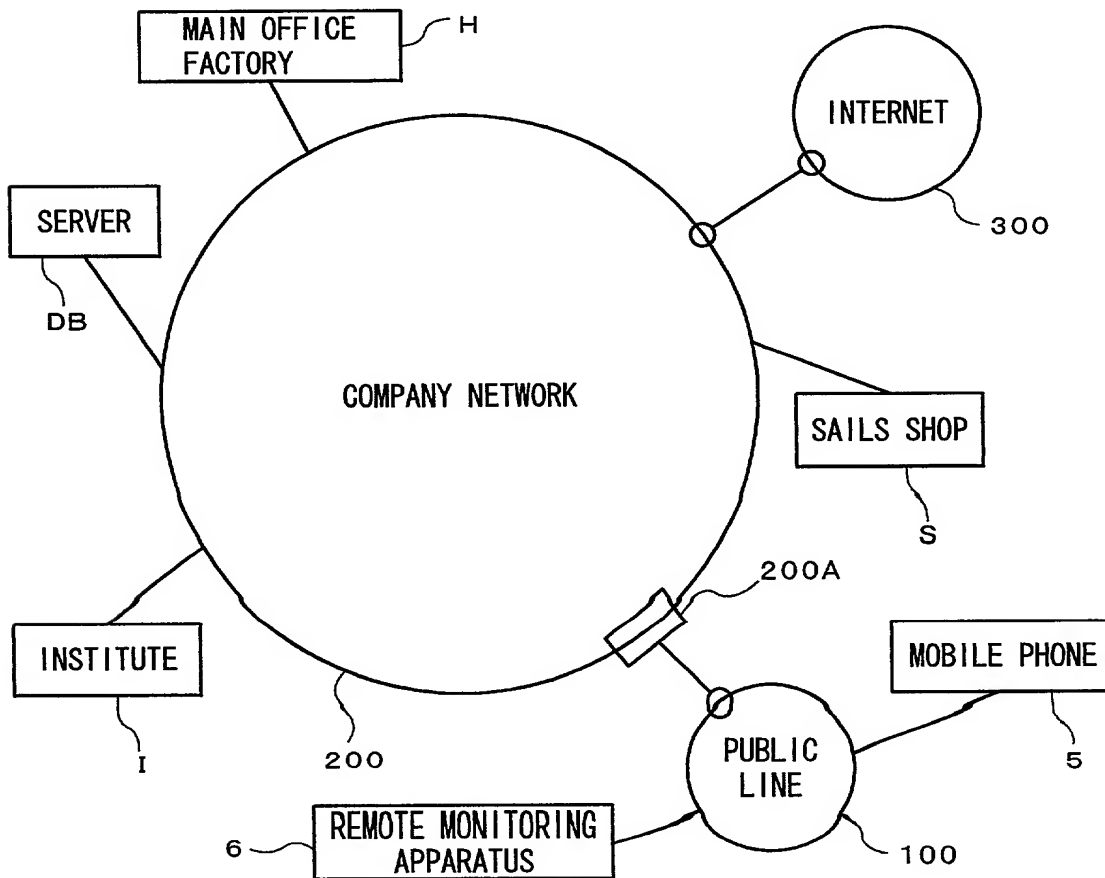 MAIN OFFICE
FACTORY
H
INTERNET
300
SERVER
DB
COMPANY NETWORK
SAILS SHOP
S
200A
INSTITUTE
I
200
MOBILE PHONE
5
PUBLIC
LINE
100
6
REMOTE MONITORING
APPARATUS